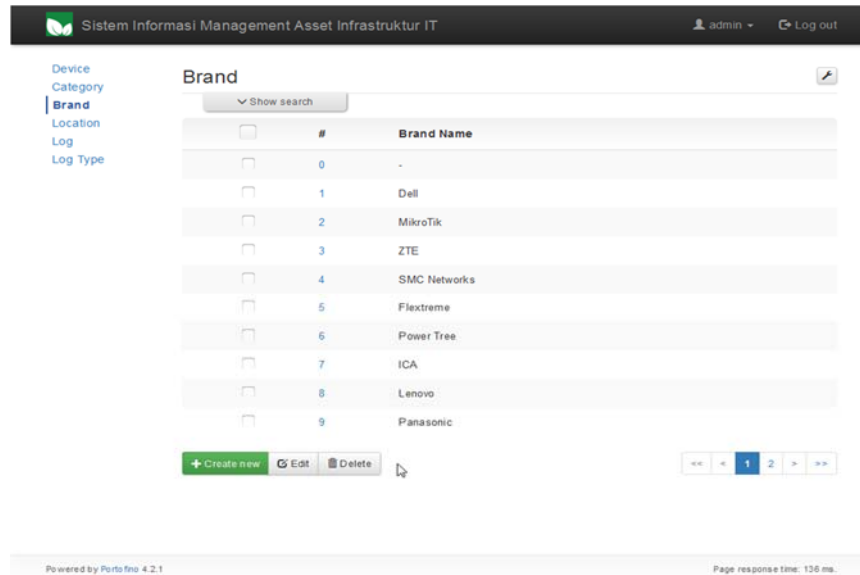 Sistem Informasi Management Asset Infrastruktur IT admin Log out
Device
Category
Brand
Location
Log
Log Type
Brand
Show search
# Brand Name
0 -
1 Dell
2 MikroTik
3 ZTE
4 SMC Networks
5 Flextreme
6 Power Tree
7 ICA
8 Lenovo
9 Panasonic
+ Create new Edit Delete << < 1 2 > >>
Powered by Portofino 4.2.1 Page response time: 136 ms.